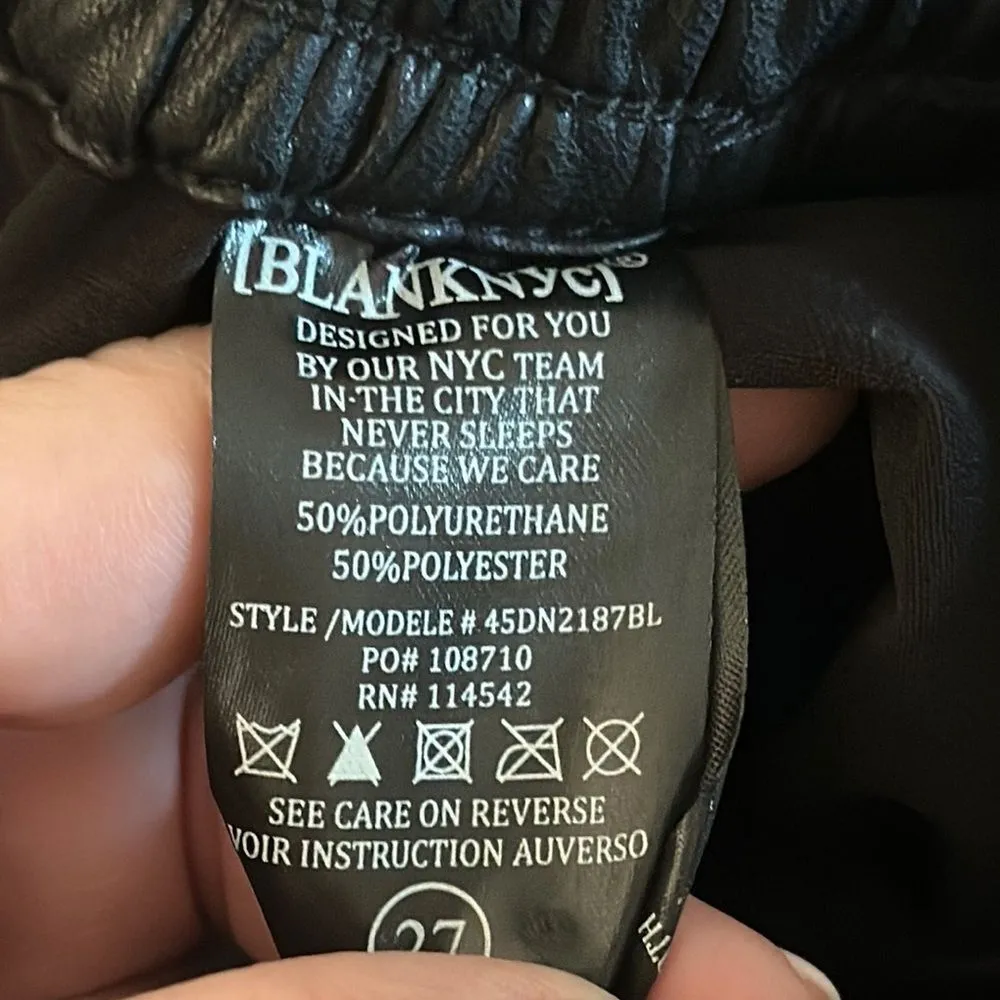 [BLANKNYC]®
DESIGNED FOR YOU
BY OUR NYC TEAM
IN-THE CITY THAT
NEVER SLEEPS
BECAUSE WE CARE
50%POLYURETHANE
50%POLYESTER
STYLE /MODELE # 45DN2187BL
PO# 108710
RN# 114542
SEE CARE ON REVERSE
VOIR INSTRUCTION AUVERSO
27